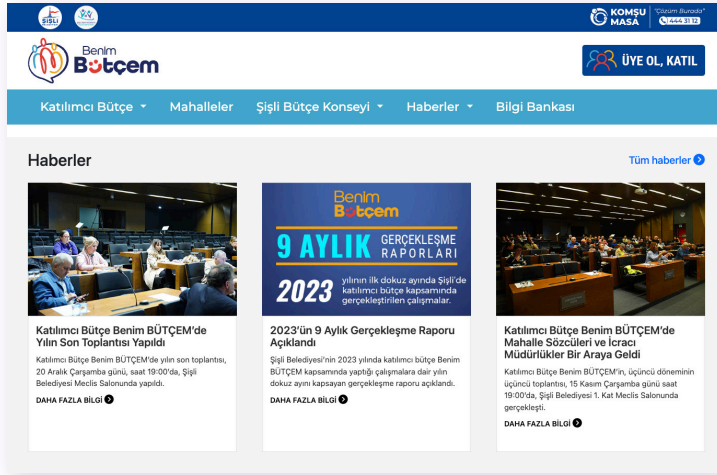 ŞİŞLİ
KOMŞU
MASA
"Çözüm Burada"
444 31 12
Benim
Bütçem
ÜYE OL, KATIL
Katılımcı Bütçe
Mahalleler
Şişli Bütçe Konseyi
Haberler
Bilgi Bankası
Haberler
Tüm haberler
Benim
Bütçem
9 AYLIK GERÇEKLEŞME
RAPORLARI
2023 yılının ilk dokuz ayında Şişli'de
katılımcı bütçe kapsamında
gerçekleştirilen çalışmalar.
Katılımcı Bütçe Benim BÜTÇEM'de
Yılın Son Toplantısı Yapıldı
Katılımcı Bütçe Benim BÜTÇEM'de yılın son toplantısı,
20 Aralık Çarşamba günü, saat 19:00'da, Şişli
Belediyesi Meclis Salonunda yapıldı.
DAHA FAZLA BİLGİ
2023'ün 9 Aylık Gerçekleşme Raporu
Açıklandı
Şişli Belediyesi'nin 2023 yılında katılımcı bütçe Benim
BÜTÇEM kapsamında yaptığı çalışmalara dair yılın
dokuz ayını kapsayan gerçekleşme raporu açıklandı.
DAHA FAZLA BİLGİ
Katılımcı Bütçe Benim BÜTÇEM'de
Mahalle Sözcüleri ve İcracı
Müdürlükler Bir Araya Geldi
Katılımcı Bütçe Benim BÜTÇEM'in, üçüncü döneminin
üçüncü toplantısı, 15 Kasım Çarşamba günü saat
19:00'da, Şişli Belediyesi 1. Kat Meclis Salonunda
gerçekleşti.
DAHA FAZLA BİLGİ